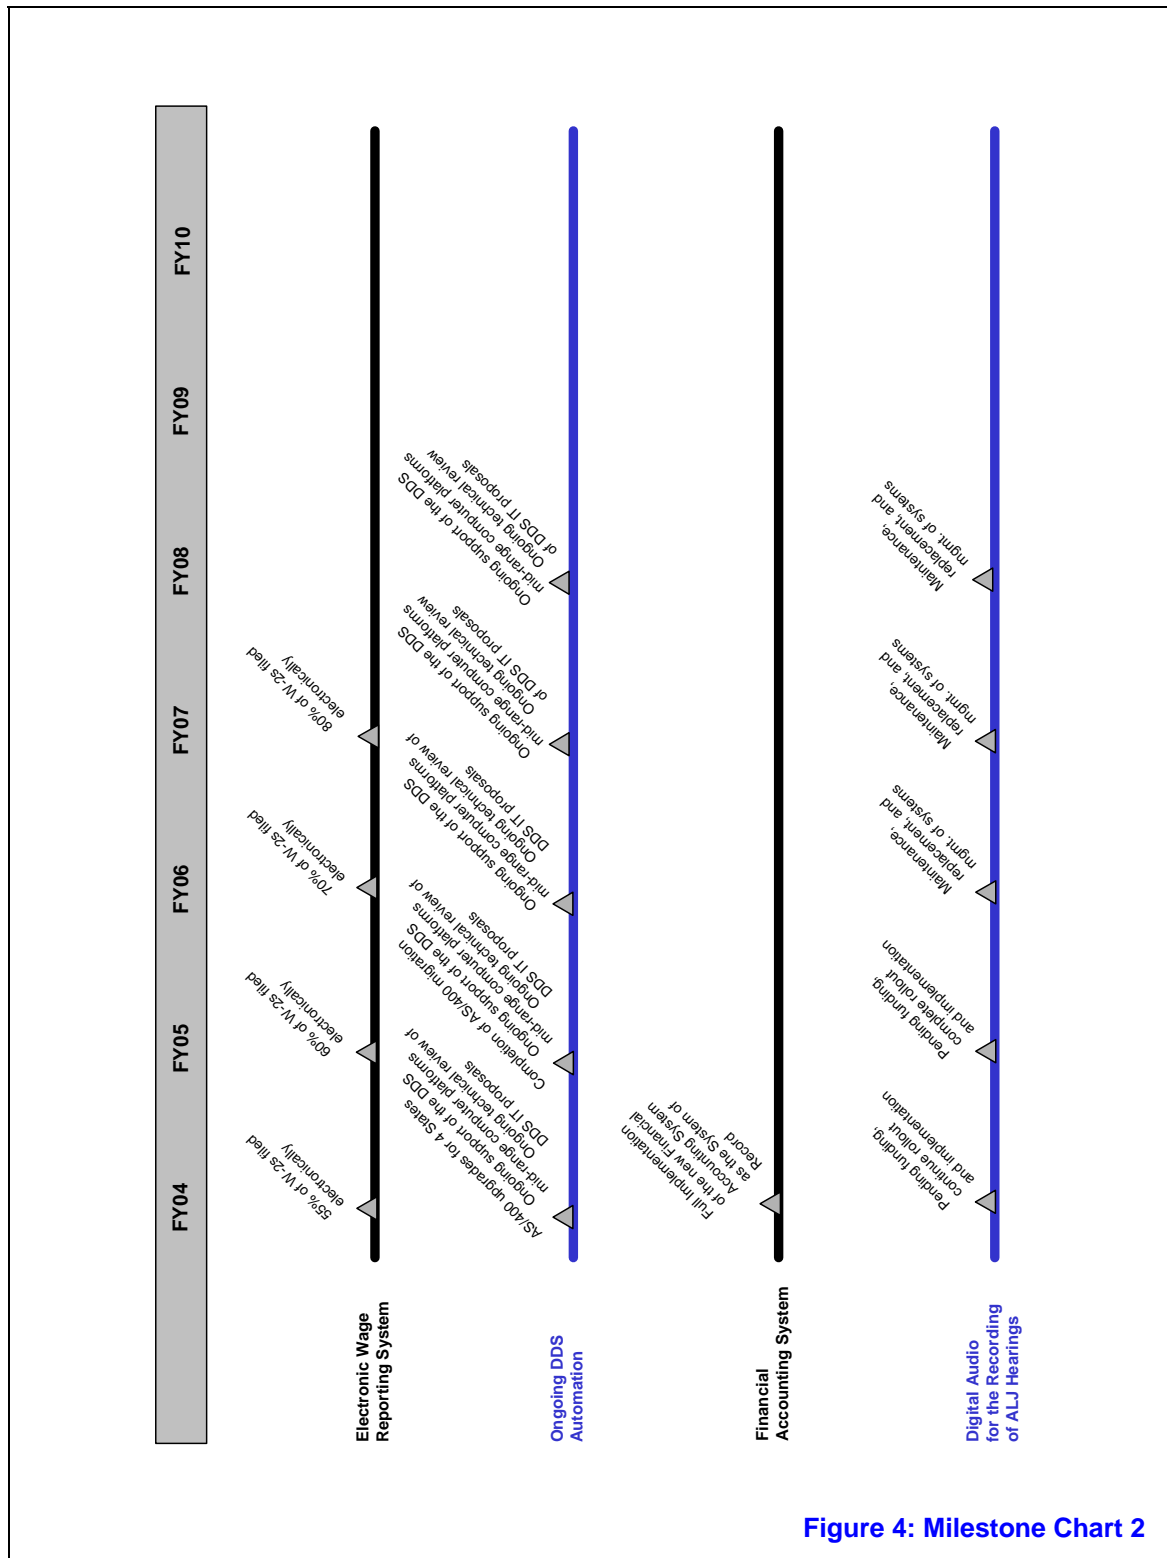 FY04
FY05
FY06
FY07
FY08
FY09
FY10
Electronic Wage
Reporting System
55% of W-2s filed
electronically
60% of W-2s filed
electronically
70% of W-2s filed
electronically
80% of W-2s filed
electronically
Ongoing DDS
Automation
AS/400 upgrades for 4 States
Ongoing support of the DDS
mid-range computer platforms
Ongoing technical review of
DDS IT proposals
Completion of AS/400 migration
Ongoing support of the DDS
mid-range computer platforms
Ongoing technical review of
DDS IT proposals
Ongoing support of the DDS
mid-range computer platforms
Ongoing technical review of
DDS IT proposals
Ongoing support of the DDS
mid-range computer platforms
Ongoing technical review
of DDS IT proposals
Ongoing support of the DDS
mid-range computer platforms
Ongoing technical review
of DDS IT proposals
Financial
Accounting System
Full Implementation
of the new Financial
Accounting System
as the System of
Record
Digital Audio
for the Recording
of ALJ Hearings
Pending funding,
continue rollout
and implementation
Pending funding,
complete rollout
and implementation
Maintenance,
replacement, and
mgmt. of systems
Maintenance,
replacement, and
mgmt. of systems
Maintenance,
replacement, and
mgmt. of systems
Figure 4: Milestone Chart 2